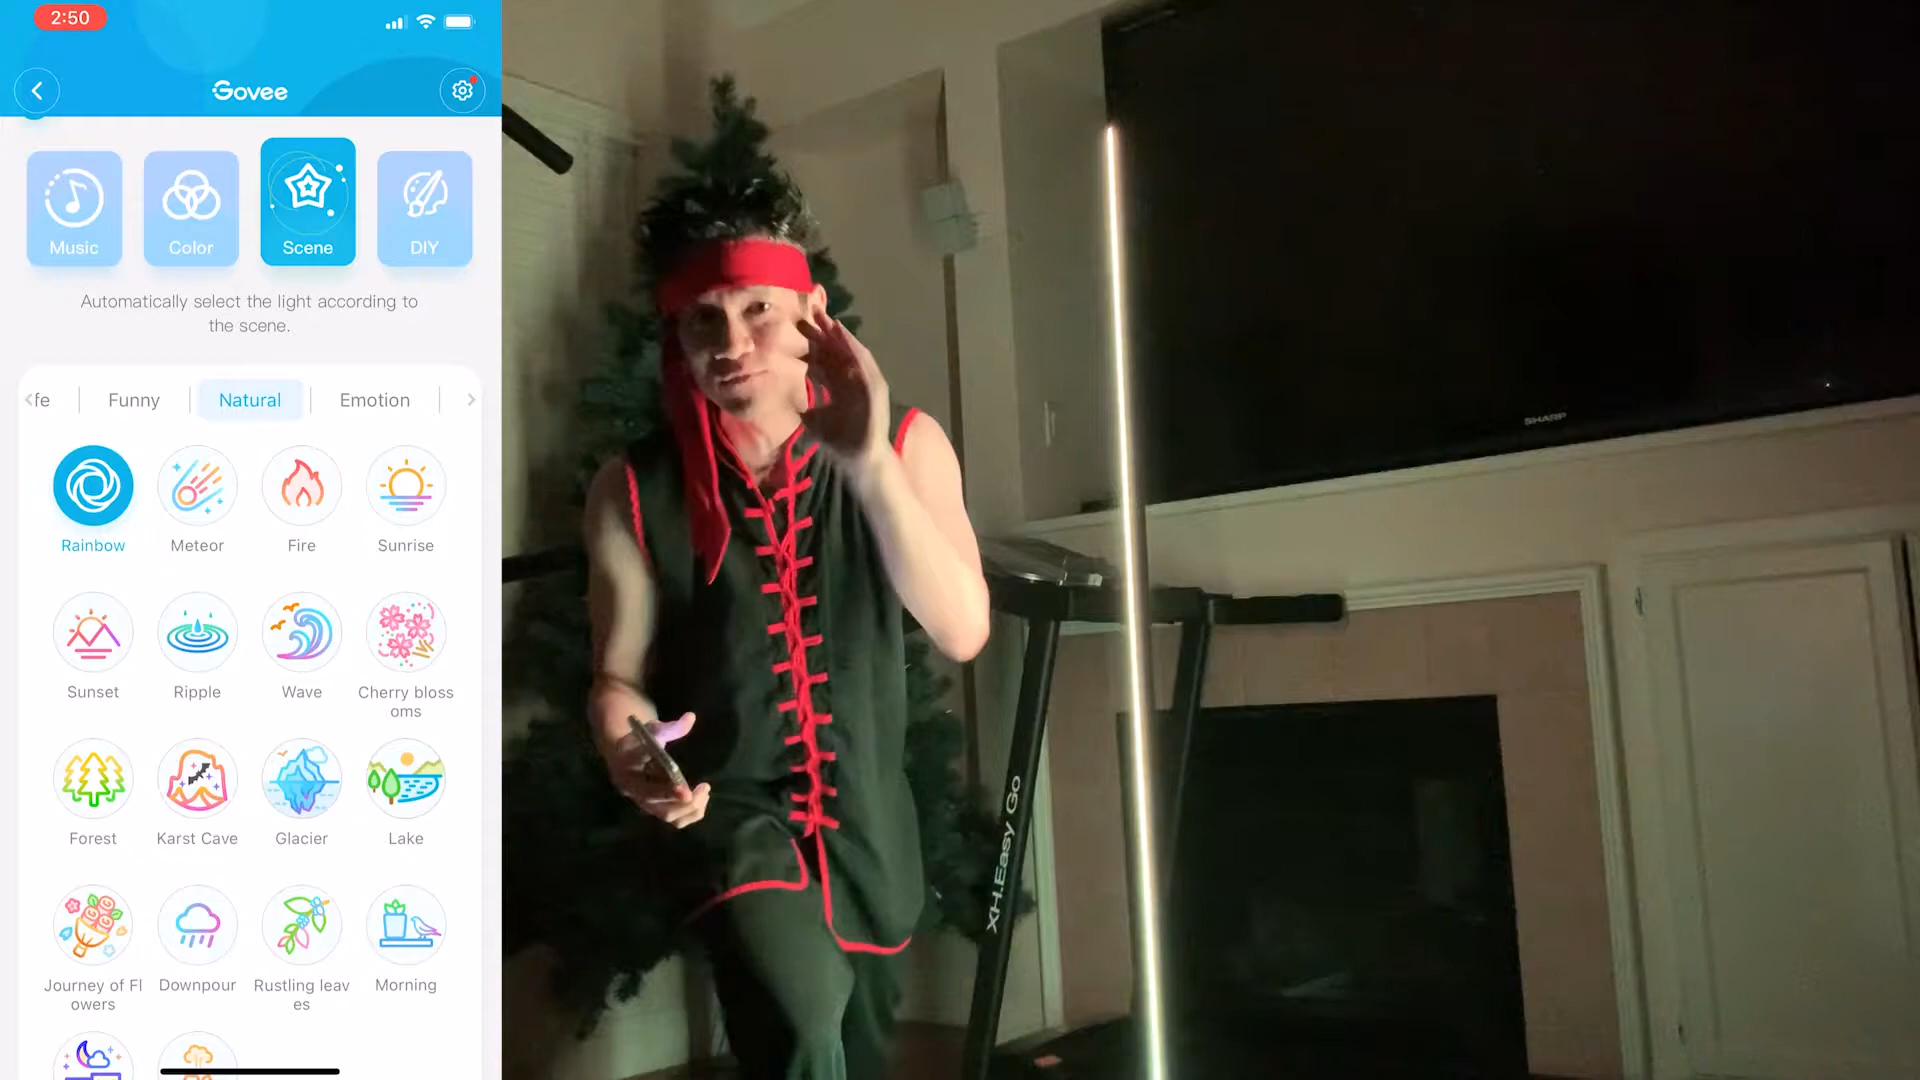 2:50
Govee
Music
Color
Scene
DIY
Automatically select the light according to
the scene.
fe
Funny
Natural
Emotion
Rainbow
Meteor
Fire
Sunrise
Sunset
Ripple
Wave
Cherry bloss
oms
Forest
Karst Cave
Glacier
Lake
Journey of Fl
owers
Downpour
Rustling leav
es
Morning
SHARP
XH.Easy Go